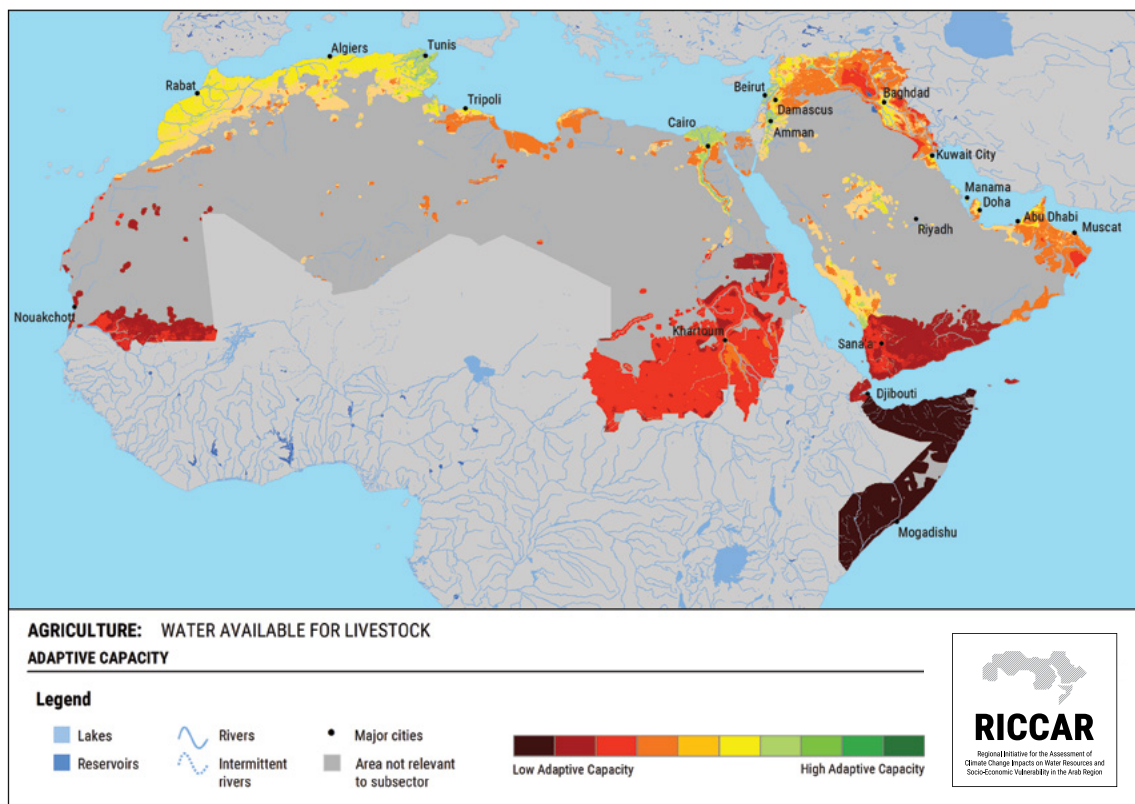 Algiers
Tunis
Rabat
Tripoli
Beirut
Damascus
Baghdad
Amman
Cairo
Kuwait City
Manama
Doha
Abu Dhabi
Riyadh
Muscat
Nouakchott
Khartoum
Sana'a
Djibouti
Mogadishu
AGRICULTURE: WATER AVAILABLE FOR LIVESTOCK
ADAPTIVE CAPACITY
Legend
Lakes
Reservoirs
Rivers
Intermittent
rivers
Major cities
Area not relevant
to subsector
Low Adaptive Capacity
High Adaptive Capacity
RICCAR
Regional Initiative for the Assessment of
Climate Change Impacts on Water Resources and
Socio-Economic Vulnerability in the Arab Region